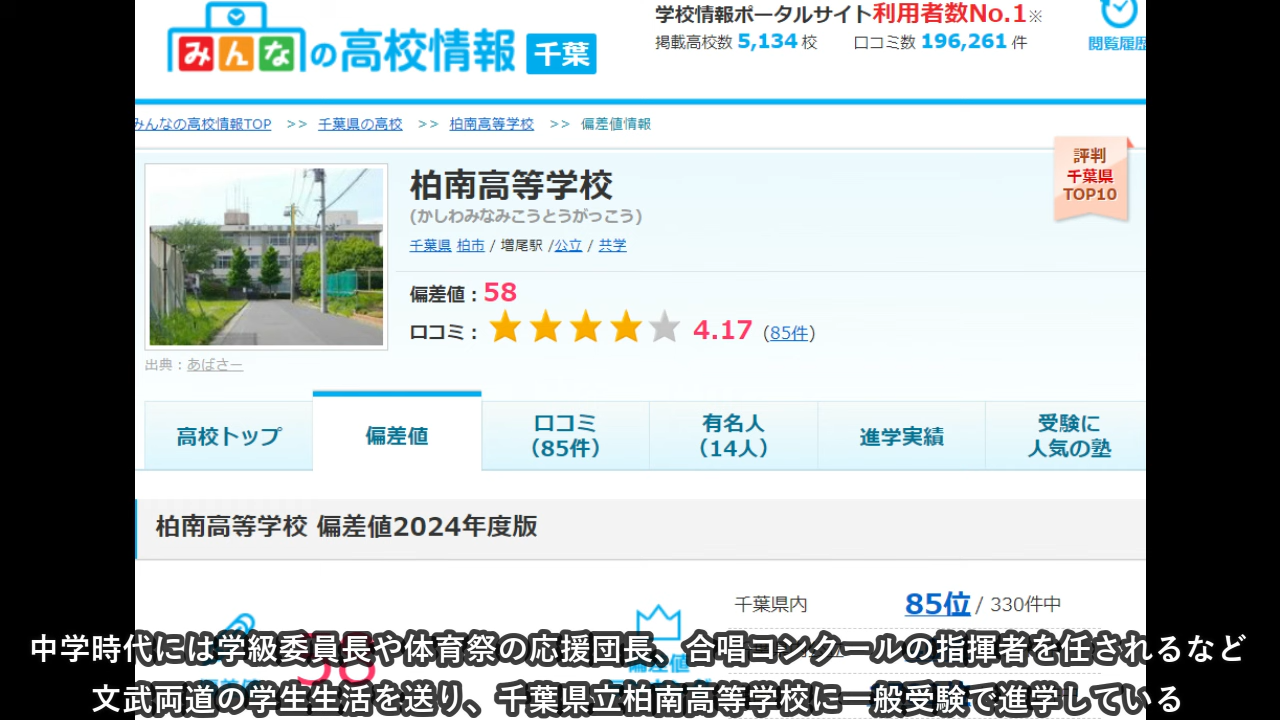 みんなの高校情報 千葉
学校情報ポータルサイト利用者数No.1※
掲載高校数 5,134 校 口コミ数 196,261 件
閲覧履歴
みんなの高校情報TOP >> 千葉県の高校 >> 柏南高等学校 >> 偏差値情報
評判
千葉県
TOP10
柏南高等学校
(かしわみなみこうとうがっこう)
千葉県 柏市 / 増尾駅 /公立 / 共学
偏差値：58
口コミ： 4.17 (85件)
出典：あばさー
高校トップ
偏差値
口コミ
(85件)
有名人
(14人)
進学実績
受験に
人気の塾
柏南高等学校 偏差値2024年度版
千葉県内 85位 / 330件中
偏差値
58
偏差値
中学時代には学級委員長や体育祭の応援団長、合唱コンクールの指揮者を任されるなど
文武両道の学生生活を送り、千葉県立柏南高等学校に一般受験で進学している